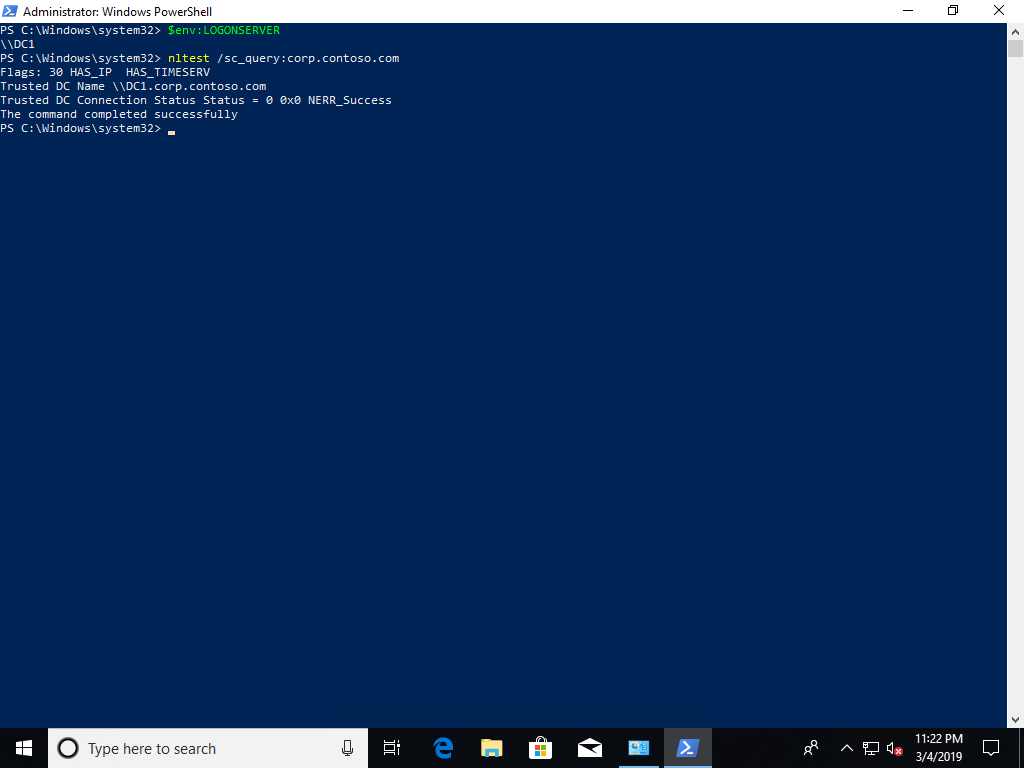 Administrator: Windows PowerShell
PS C:\Windows\system32> $env:LOGONSERVER
\\DC1
PS C:\Windows\system32> nltest /sc_query:corp.contoso.com
Flags: 30 HAS_IP  HAS_TIMESERV
Trusted DC Name \\DC1.corp.contoso.com
Trusted DC Connection Status Status = 0 0x0 NERR_Success
The command completed successfully
PS C:\Windows\system32>
Type here to search
11:22 PM
3/4/2019